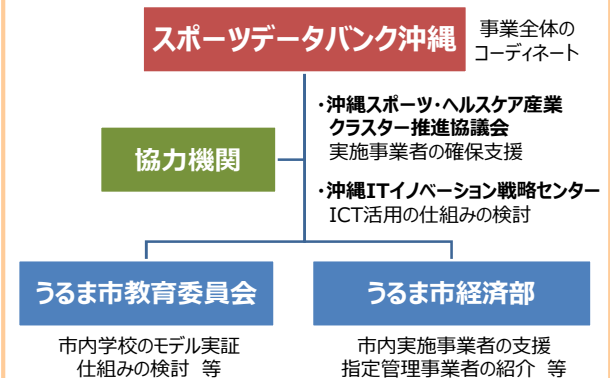 スポーツデータバンク沖縄
事業全体の
コーディネート
・沖縄スポーツ・ヘルスケア産業
クラスター推進協議会
実施事業者の確保支援
協力機関
・沖縄ITイノベーション戦略センター
ICT活用の仕組みの検討
うるま市教育委員会
うるま市経済部
市内学校のモデル実証
仕組みの検討 等
市内実施事業者の支援
指定管理事業者の紹介 等